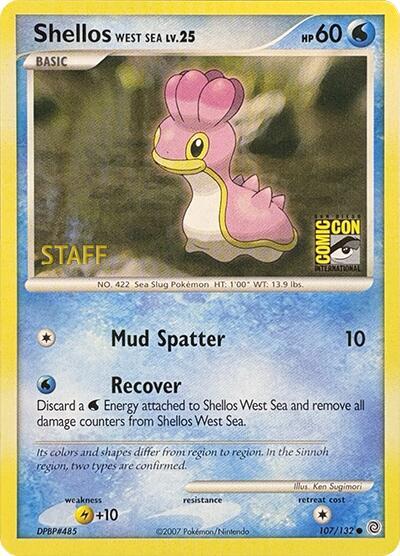 Shellos WEST SEA LV.25 HP 60
BASIC
STAFF
SAN DIEGO
COMIC CON
INTERNATIONAL
NO. 422 Sea Slug Pokémon HT: 1'00" WT: 13.9 lbs.
Mud Spatter 10
Recover
Discard a Energy attached to Shellos West Sea and remove all
damage counters from Shellos West Sea.
Its colors and shapes differ from region to region. In the Sinnoh
region, two types are confirmed.
Illus. Ken Sugimori
weakness resistance retreat cost
+10
DPBP#485 ©2007 Pokémon/Nintendo 107/132